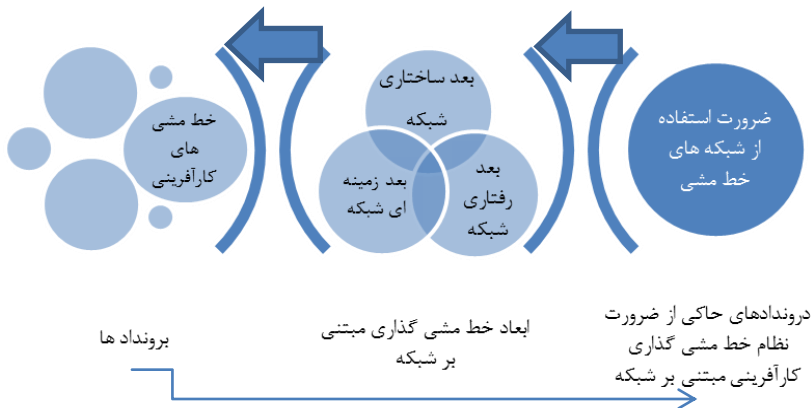 ضرورت استفاده
از شبکه های
خط مشی
بعد ساختاری
شبکه
بعد
رفتاری
شبکه
بعد زمینه
ای شبکه
خط مشی
های
کارآفرینی
دروندادهای حاکی از ضرورت
نظام خط مشی گذاری
کارآفرینی مبتنی بر شبکه
ابعاد خط مشی گذاری مبتنی
بر شبکه
برونداد ها